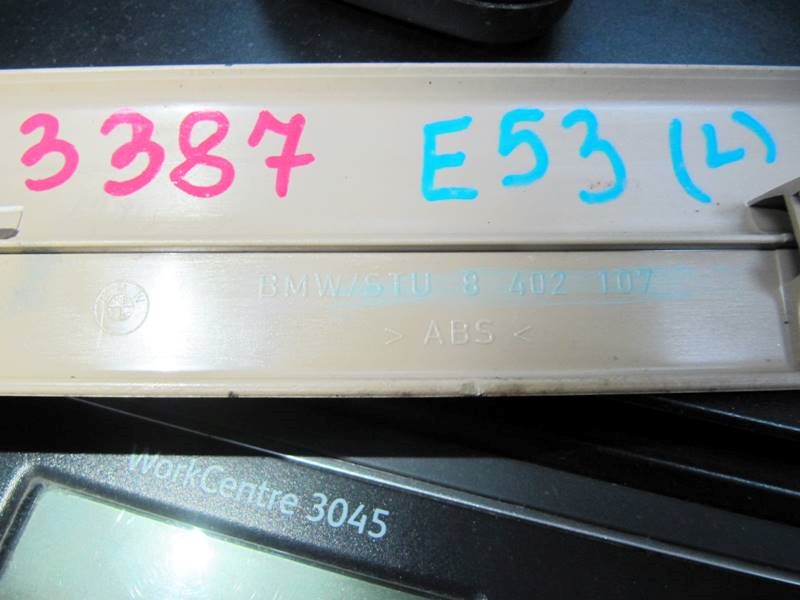 3387 E53 (L)
BMW/STU 8 402 107
> ABS <
WorkCentre 3045